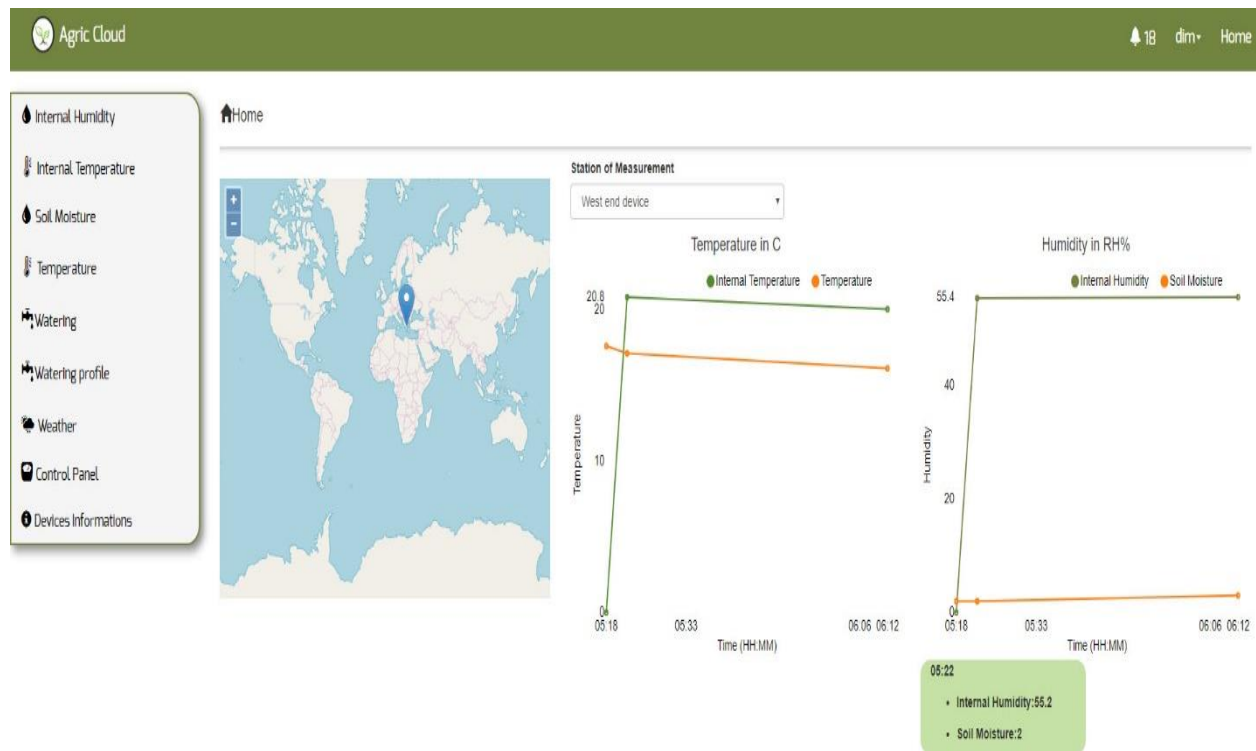 Agric Cloud
18 dim Home
Internal Humidity
Internal Temperature
Soil Moisture
Temperature
Watering
Watering profile
Weather
Control Panel
Devices Informations
Home
+
-
Station of Measurement
West end device
Temperature in C
Internal Temperature Temperature
20.8
20
10
0
Temperature
05:18 05:33 06:06 06:12
Time (HH:MM)
Humidity in RH%
Internal Humidity Soil Moisture
55.4
40
20
0
Humidity
05:18 05:33 06:06 06:12
Time (HH:MM)
05:22
• Internal Humidity:55.2
• Soil Moisture:2